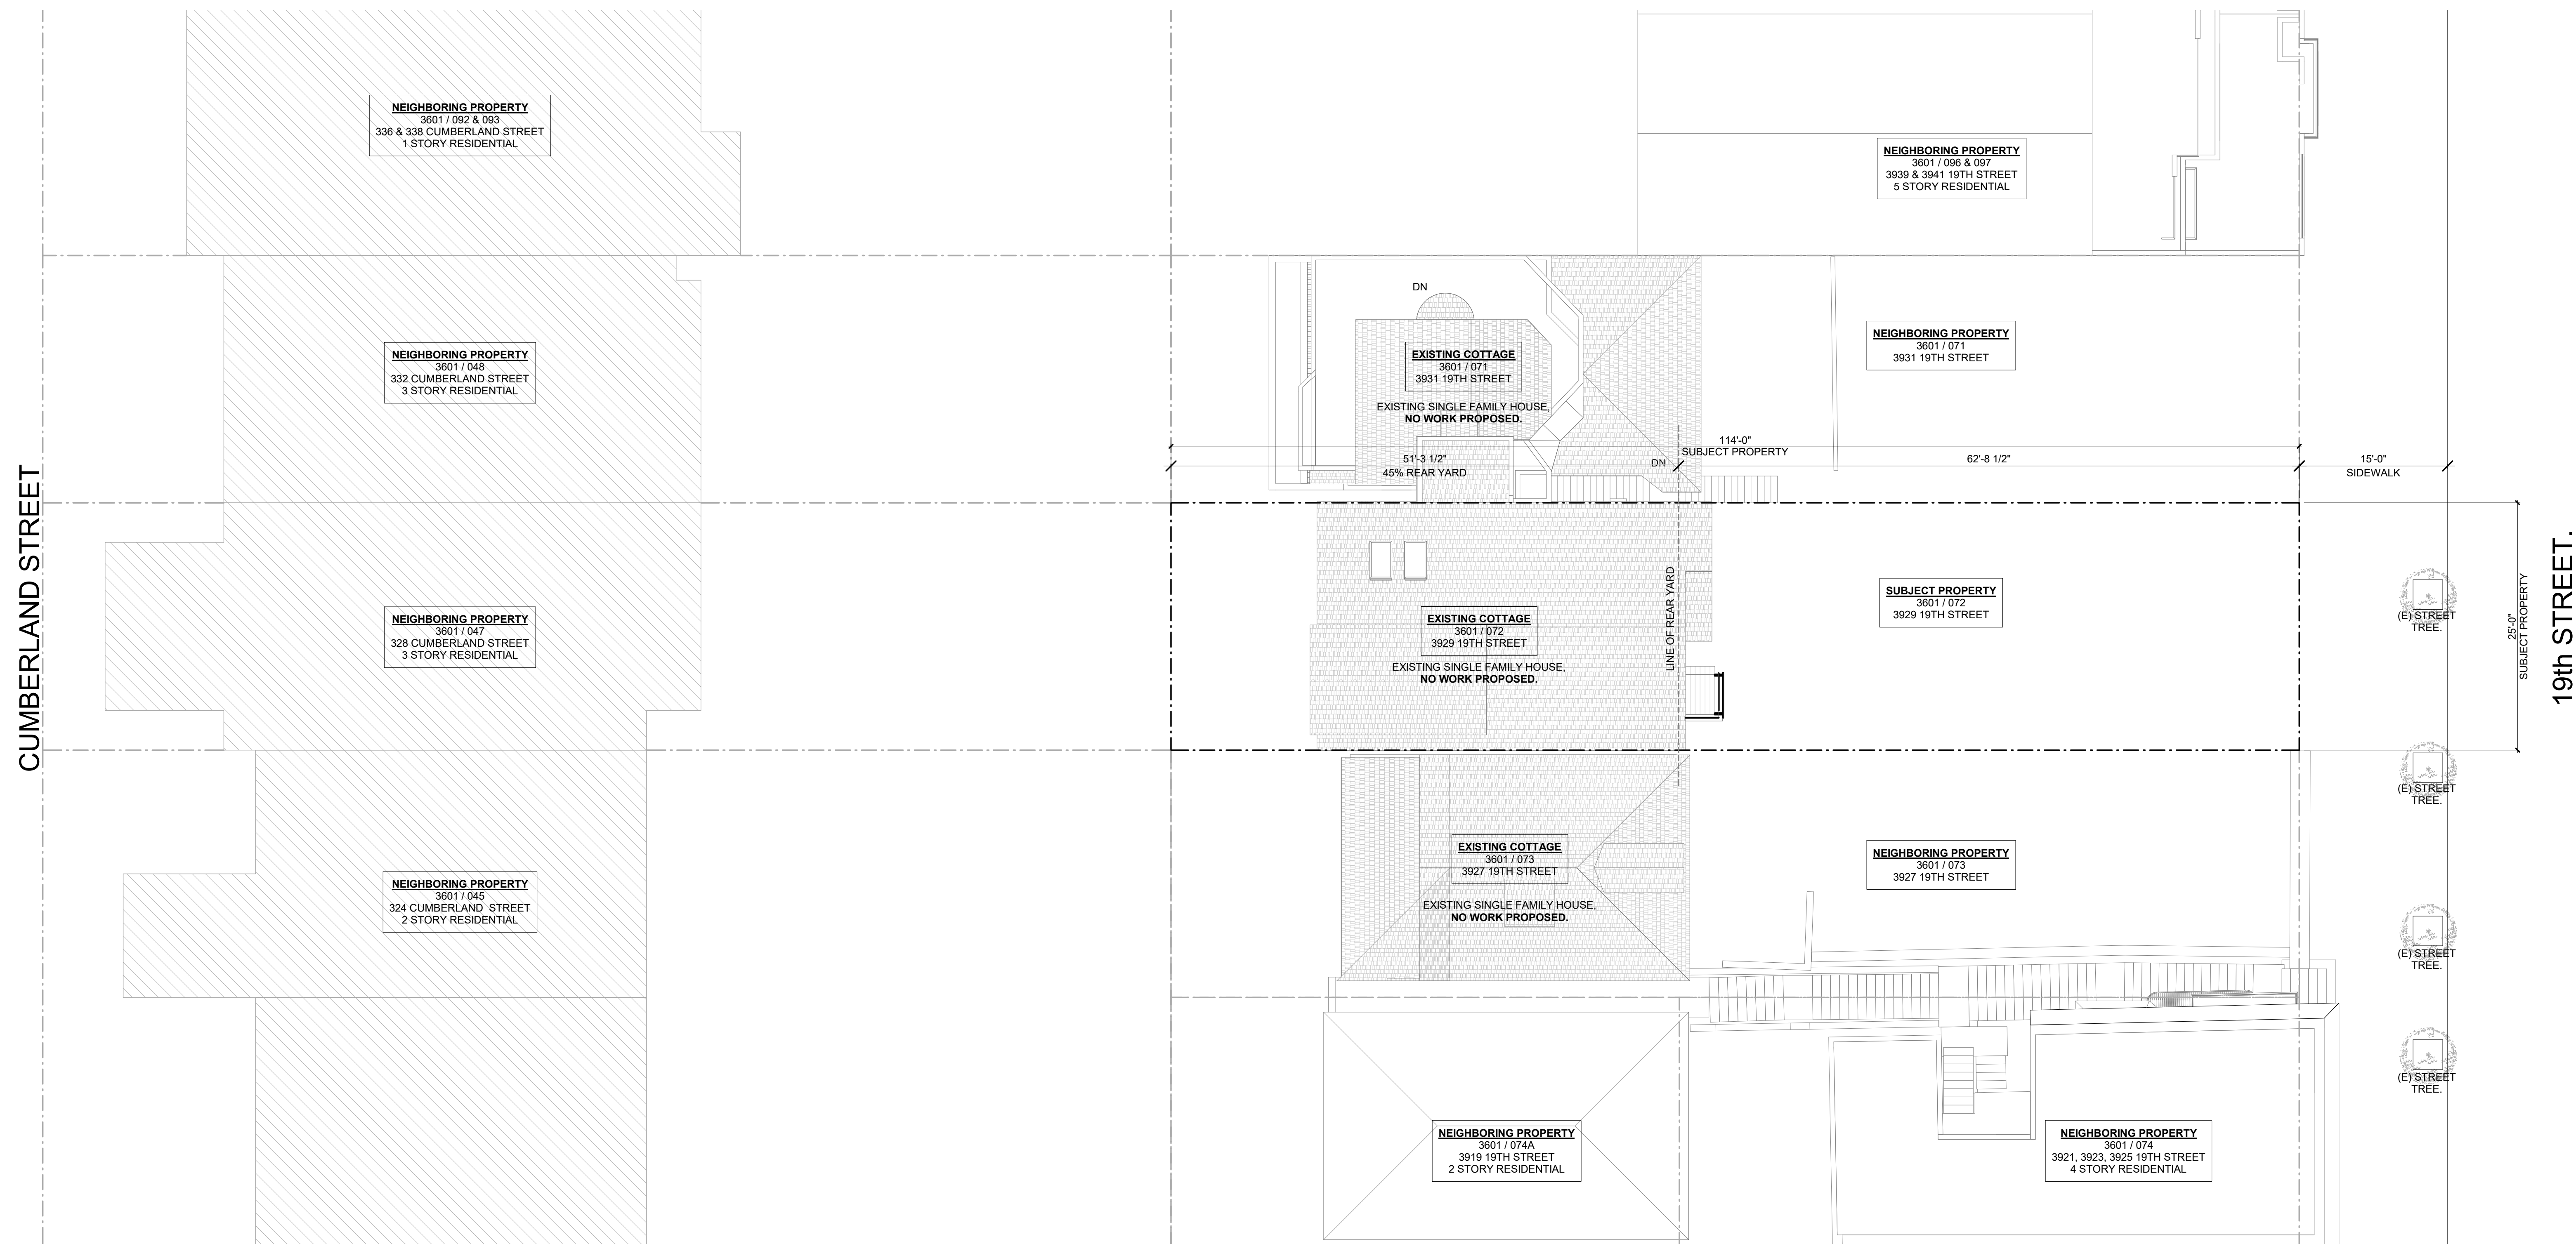 CUMBERLAND STREET
NEIGHBORING PROPERTY
3601 / 092 & 093
336 & 338 CUMBERLAND STREET
1 STORY RESIDENTIAL
NEIGHBORING PROPERTY
3601 / 048
332 CUMBERLAND STREET
3 STORY RESIDENTIAL
NEIGHBORING PROPERTY
3601 / 047
328 CUMBERLAND STREET
3 STORY RESIDENTIAL
NEIGHBORING PROPERTY
3601 / 045
324 CUMBERLAND STREET
2 STORY RESIDENTIAL
DN
EXISTING COTTAGE
3601 / 071
3931 19TH STREET
EXISTING SINGLE FAMILY HOUSE,
NO WORK PROPOSED.
114'-0"
SUBJECT PROPERTY
51'-3 1/2"
45% REAR YARD
DN
62'-8 1/2"
15'-0"
SIDEWALK
EXISTING COTTAGE
3601 / 072
3929 19TH STREET
EXISTING SINGLE FAMILY HOUSE,
NO WORK PROPOSED.
LINE OF REAR YARD
EXISTING COTTAGE
3601 / 073
3927 19TH STREET
EXISTING SINGLE FAMILY HOUSE,
NO WORK PROPOSED.
NEIGHBORING PROPERTY
3601 / 074A
3919 19TH STREET
2 STORY RESIDENTIAL
NEIGHBORING PROPERTY
3601 / 096 & 097
3939 & 3941 19TH STREET
5 STORY RESIDENTIAL
NEIGHBORING PROPERTY
3601 / 071
3931 19TH STREET
SUBJECT PROPERTY
3601 / 072
3929 19TH STREET
NEIGHBORING PROPERTY
3601 / 073
3927 19TH STREET
NEIGHBORING PROPERTY
3601 / 074
3921, 3923, 3925 19TH STREET
4 STORY RESIDENTIAL
(E) STREET
TREE.
(E) STREET
TREE.
(E) STREET
TREE.
(E) STREET
TREE.
25'-0"
SUBJECT PROPERTY
19th STREET.